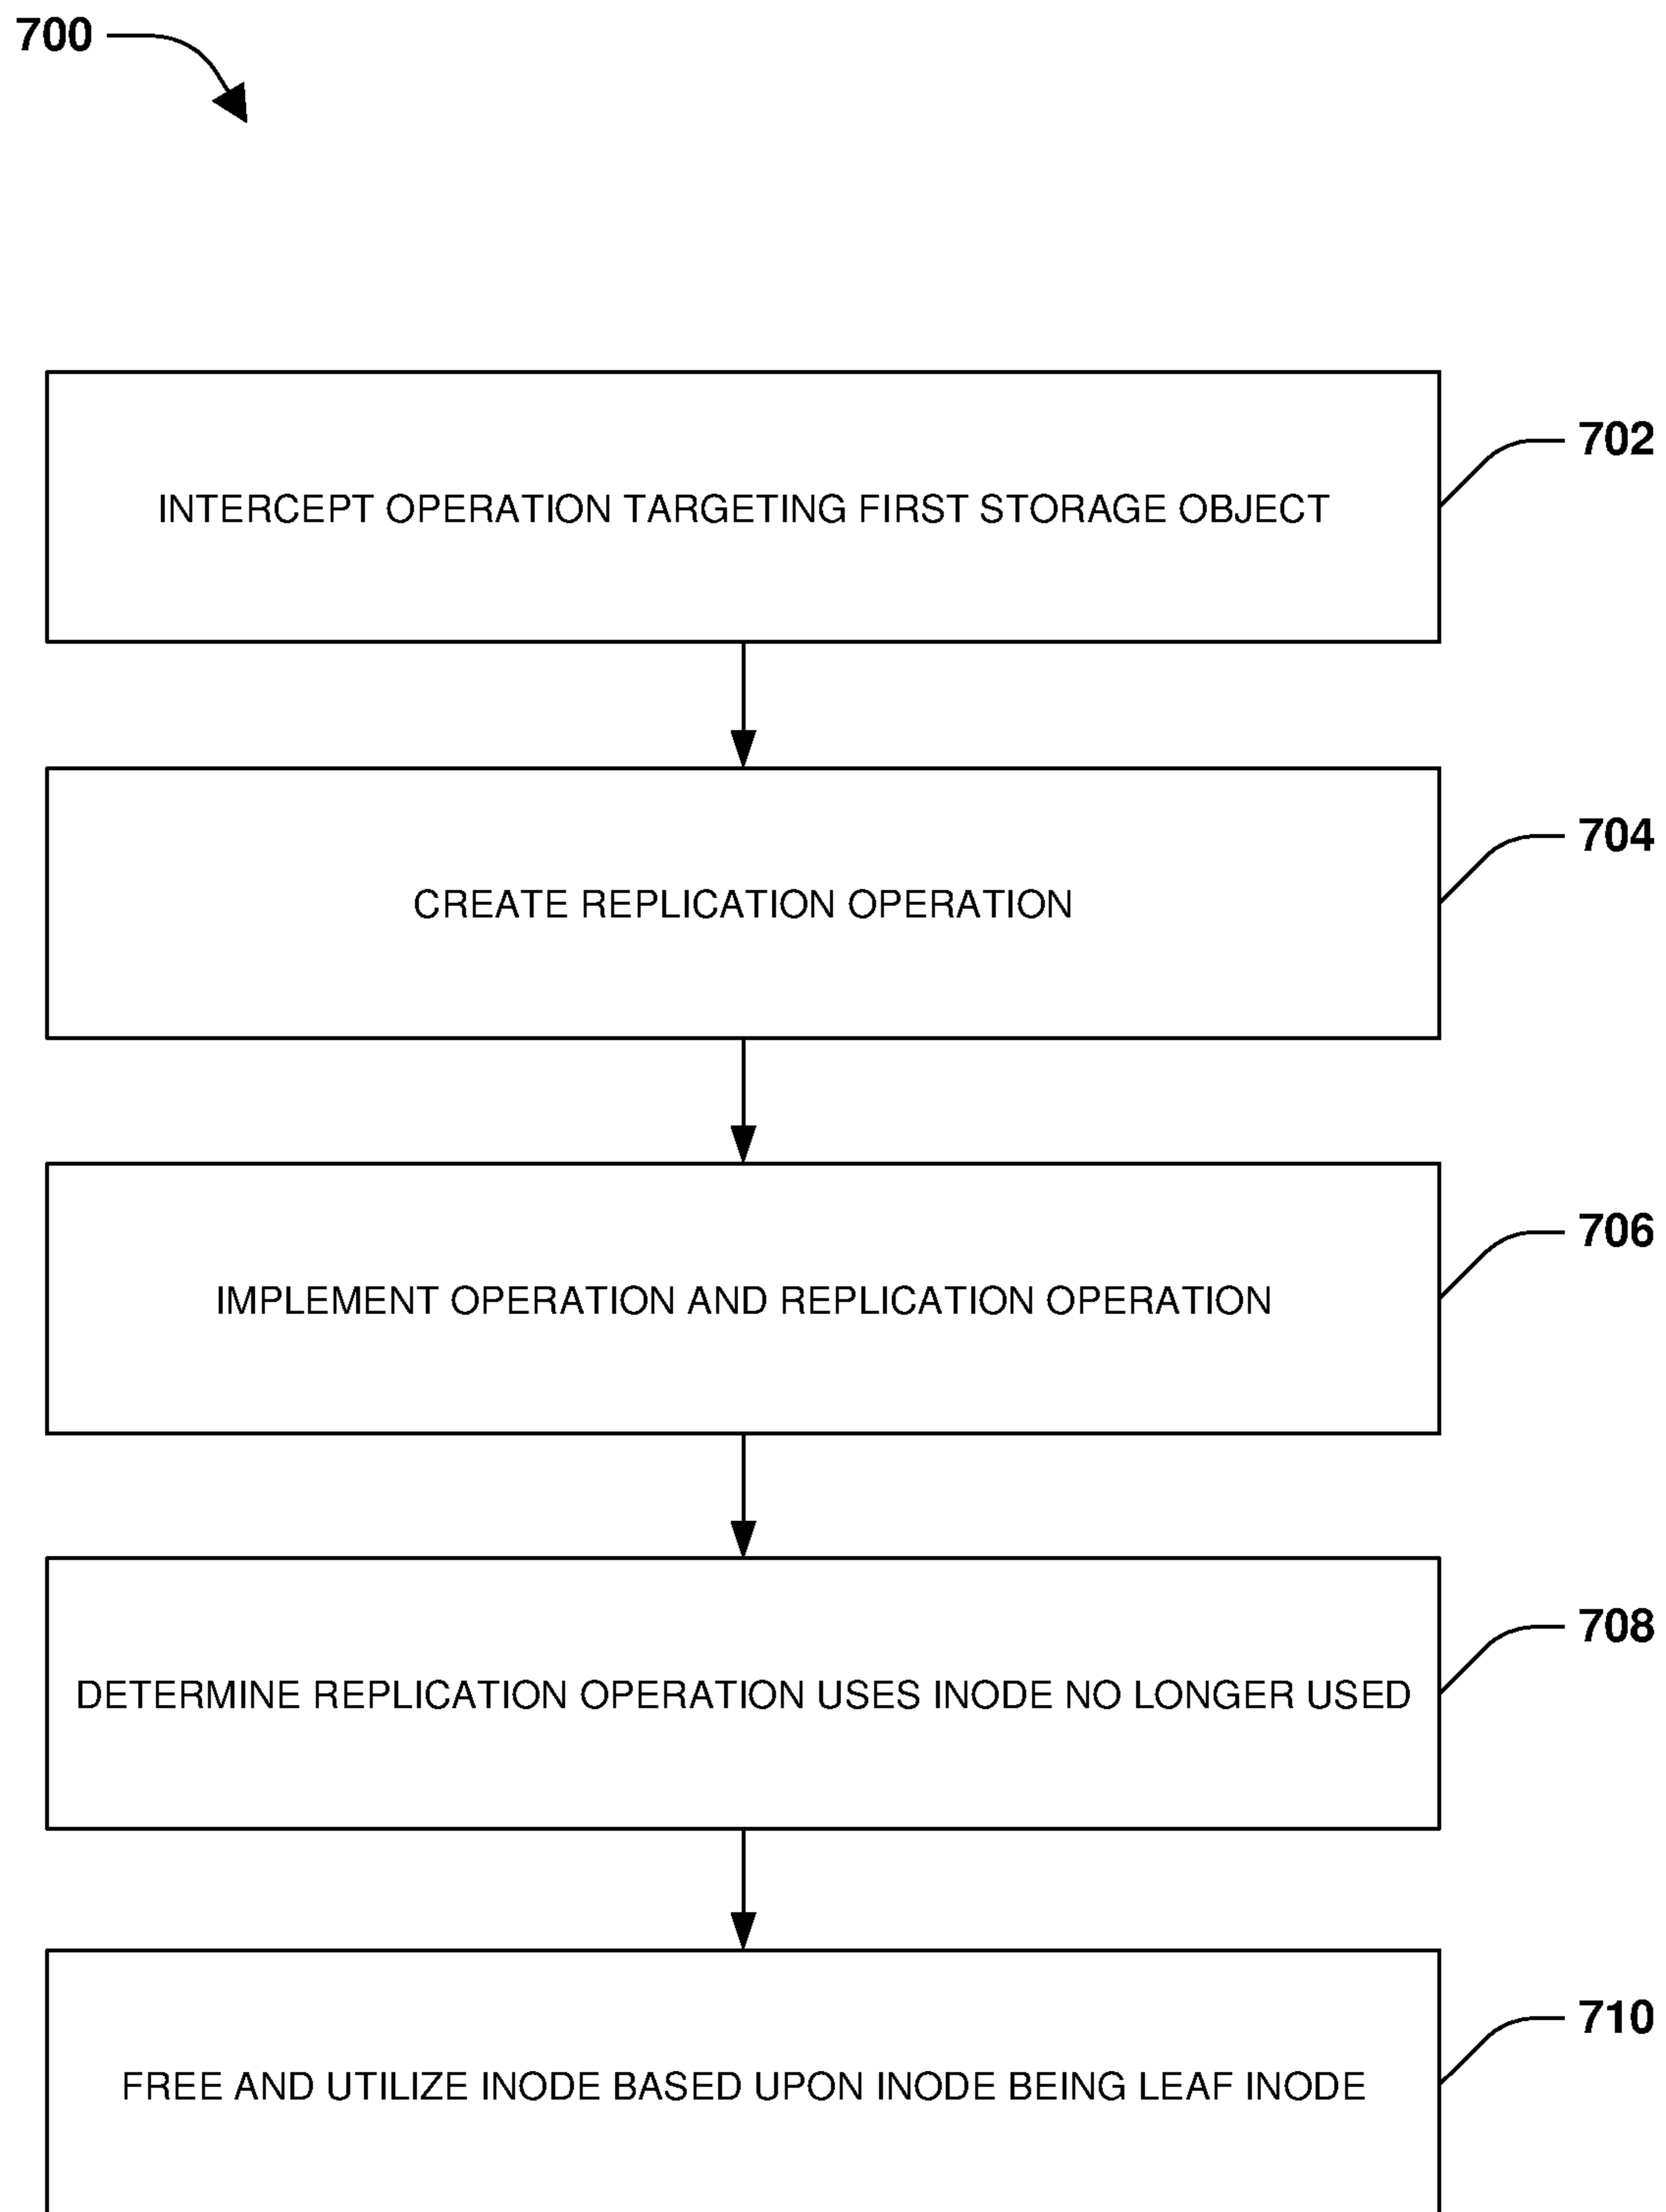 700
INTERCEPT OPERATION TARGETING FIRST STORAGE OBJECT
702
CREATE REPLICATION OPERATION
704
IMPLEMENT OPERATION AND REPLICATION OPERATION
706
DETERMINE REPLICATION OPERATION USES INODE NO LONGER USED
708
FREE AND UTILIZE INODE BASED UPON INODE BEING LEAF INODE
710